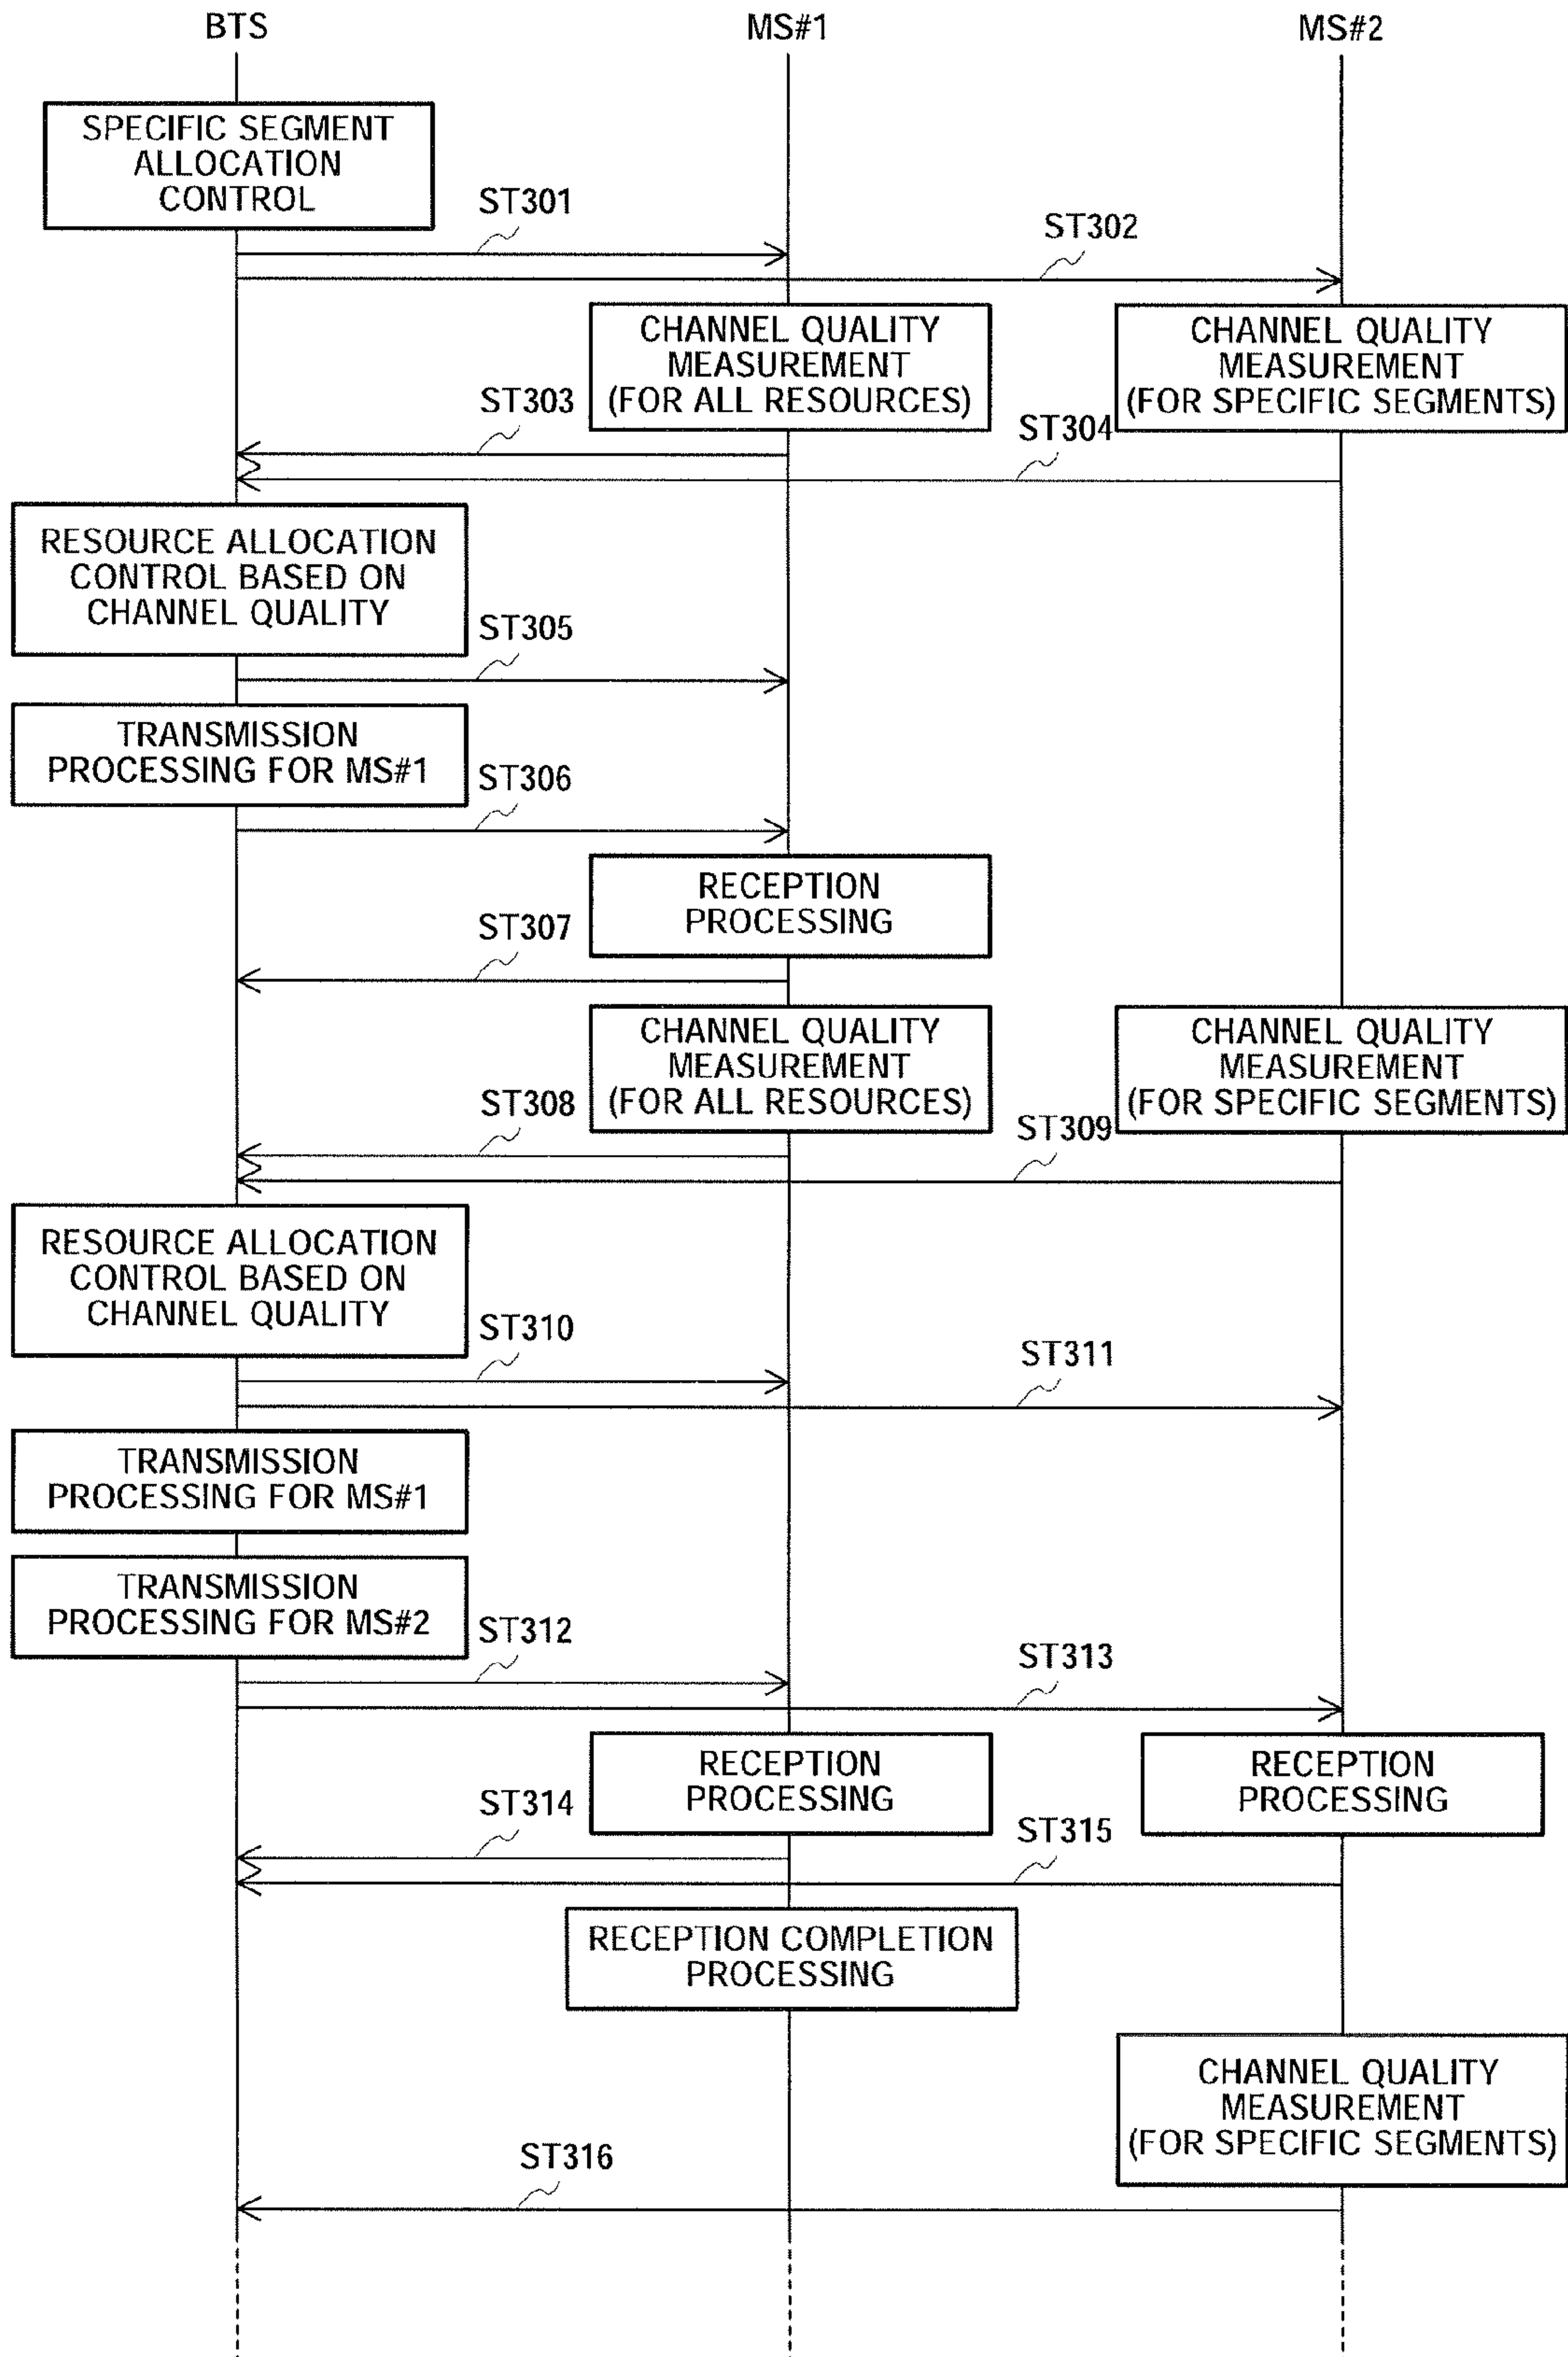 BTS
MS#1
MS#2
SPECIFIC SEGMENT
ALLOCATION
CONTROL
ST301
ST302
CHANNEL QUALITY
MEASUREMENT
(FOR ALL RESOURCES)
CHANNEL QUALITY
MEASUREMENT
(FOR SPECIFIC SEGMENTS)
ST303
ST304
RESOURCE ALLOCATION
CONTROL BASED ON
CHANNEL QUALITY
ST305
TRANSMISSION
PROCESSING FOR MS#1
ST306
RECEPTION
PROCESSING
ST307
CHANNEL QUALITY
MEASUREMENT
(FOR ALL RESOURCES)
CHANNEL QUALITY
MEASUREMENT
(FOR SPECIFIC SEGMENTS)
ST308
ST309
RESOURCE ALLOCATION
CONTROL BASED ON
CHANNEL QUALITY
ST310
ST311
TRANSMISSION
PROCESSING FOR MS#1
TRANSMISSION
PROCESSING FOR MS#2
ST312
ST313
RECEPTION
PROCESSING
RECEPTION
PROCESSING
ST314
ST315
RECEPTION COMPLETION
PROCESSING
CHANNEL QUALITY
MEASUREMENT
(FOR SPECIFIC SEGMENTS)
ST316